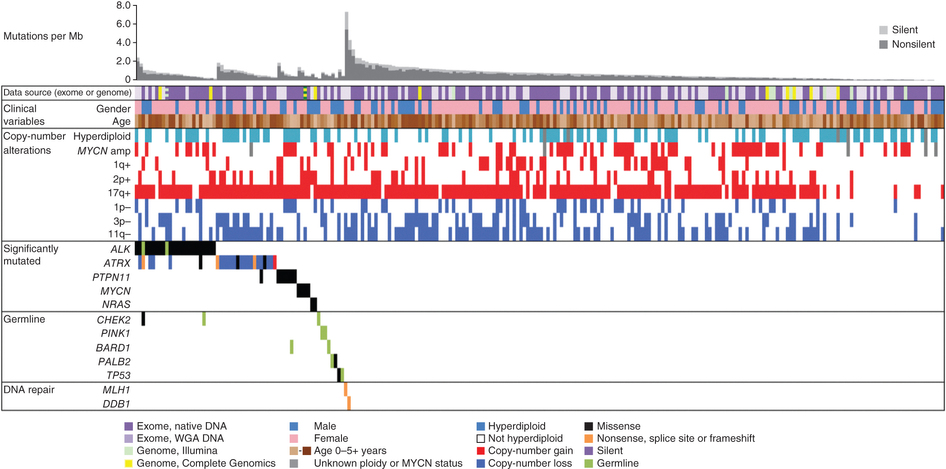 8.0
6.0
4.0
2.0
0
Mutations per Mb
Silent
Nonsilent
Data source (exome or genome)
Clinical variables
Gender
Age
Copy-number alterations
Hyperdiploid
MYCN amp
1q+
2p+
17q+
1p–
3p–
11q–
Significantly mutated
ALK
ATRX
PTPN11
MYCN
NRAS
Germline
CHEK2
PINK1
BARD1
PALB2
TP53
DNA repair
MLH1
DDB1
Exome, native DNA
Exome, WGA DNA
Genome, Illumina
Genome, Complete Genomics
Male
Female
- Age 0–5+ years
Unknown ploidy or MYCN status
Hyperdiploid
Not hyperdiploid
Copy-number gain
Copy-number loss
Missense
Nonsense, splice site or frameshift
Silent
Germline